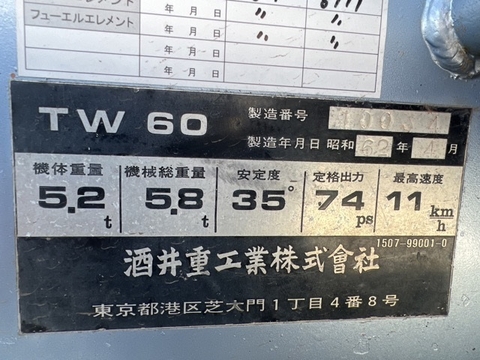 フューエルエレメント 年 月 日 〃 〃
年 月 日
年 月 日
TW 60 製造番号
製造年月日 昭和 62 年 4 月
機体重量 機械総重量 安定度 定格出力 最高速度
5.2 t 5.8 t 35° 74 ps 11 km/h
1507-99001-0
酒井重工業株式會社
東京都港区芝大門1丁目4番8号